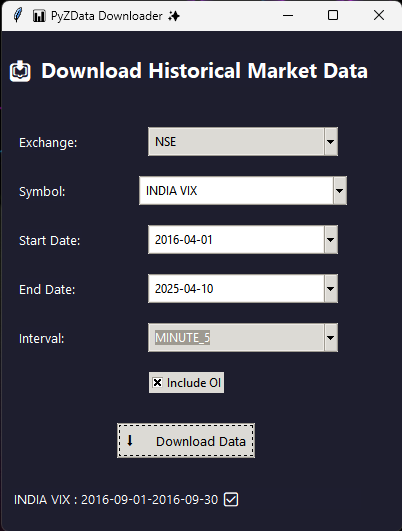 PyZData Downloader
Download Historical Market Data
Exchange: NSE
Symbol: INDIA VIX
Start Date: 2016-04-01
End Date: 2025-04-10
Interval: MINUTE_5
Include OI
Download Data
INDIA VIX : 2016-09-01-2016-09-30